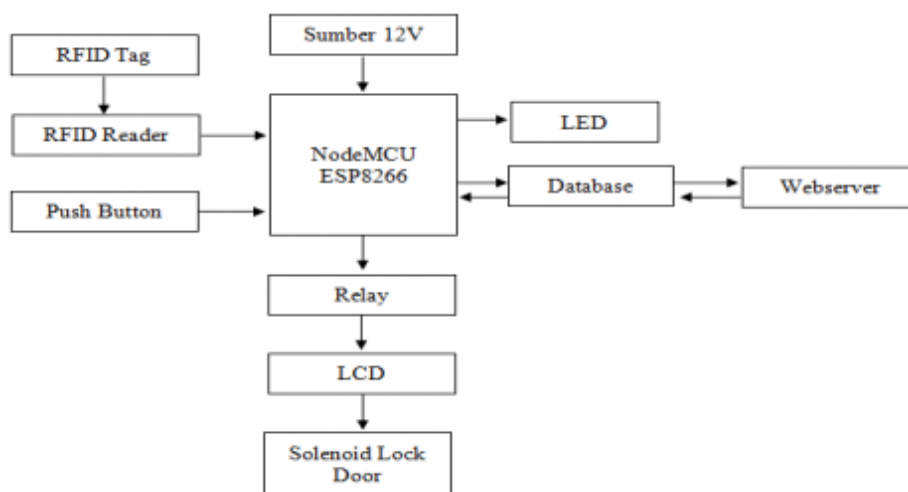 Sumber 12V
RFID Tag
RFID Reader
Push Button
NodeMCU
ESP8266
LED
Database
Webserver
Relay
LCD
Solenoid Lock
Door